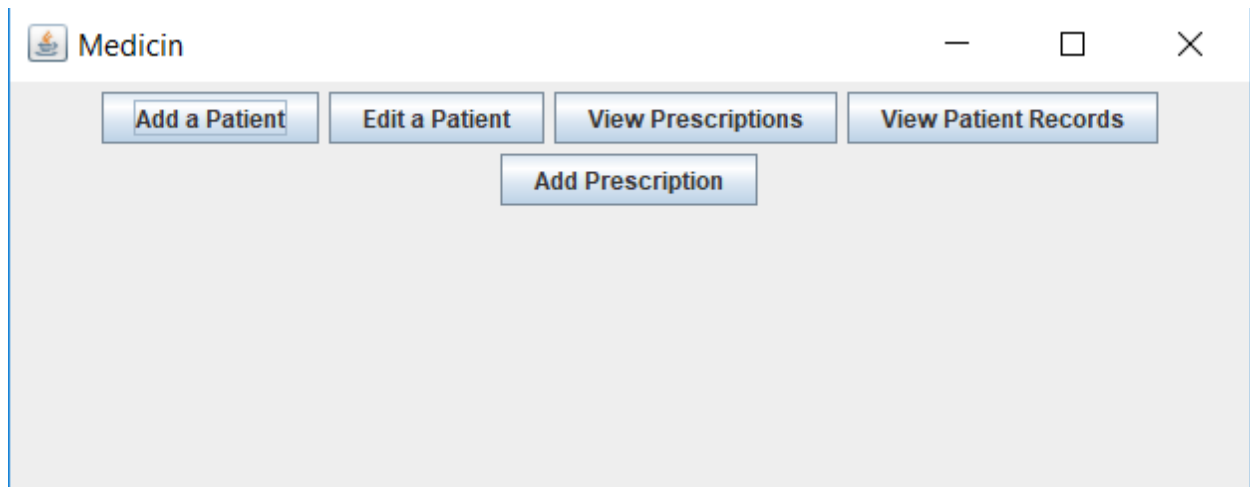 Medicin
Add a Patient Edit a Patient View Prescriptions View Patient Records
Add Prescription